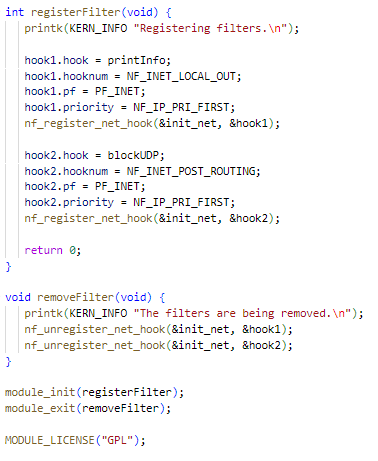 int registerFilter(void) {
   printk(KERN_INFO "Registering filters.\n");

   hook1.hook = printInfo;
   hook1.hooknum = NF_INET_LOCAL_OUT;
   hook1.pf = PF_INET;
   hook1.priority = NF_IP_PRI_FIRST;
   nf_register_net_hook(&init_net, &hook1);

   hook2.hook = blockUDP;
   hook2.hooknum = NF_INET_POST_ROUTING;
   hook2.pf = PF_INET;
   hook2.priority = NF_IP_PRI_FIRST;
   nf_register_net_hook(&init_net, &hook2);

   return 0;
}

void removeFilter(void) {
   printk(KERN_INFO "The filters are being removed.\n");
   nf_unregister_net_hook(&init_net, &hook1);
   nf_unregister_net_hook(&init_net, &hook2);
}

module_init(registerFilter);
module_exit(removeFilter);

MODULE_LICENSE("GPL");